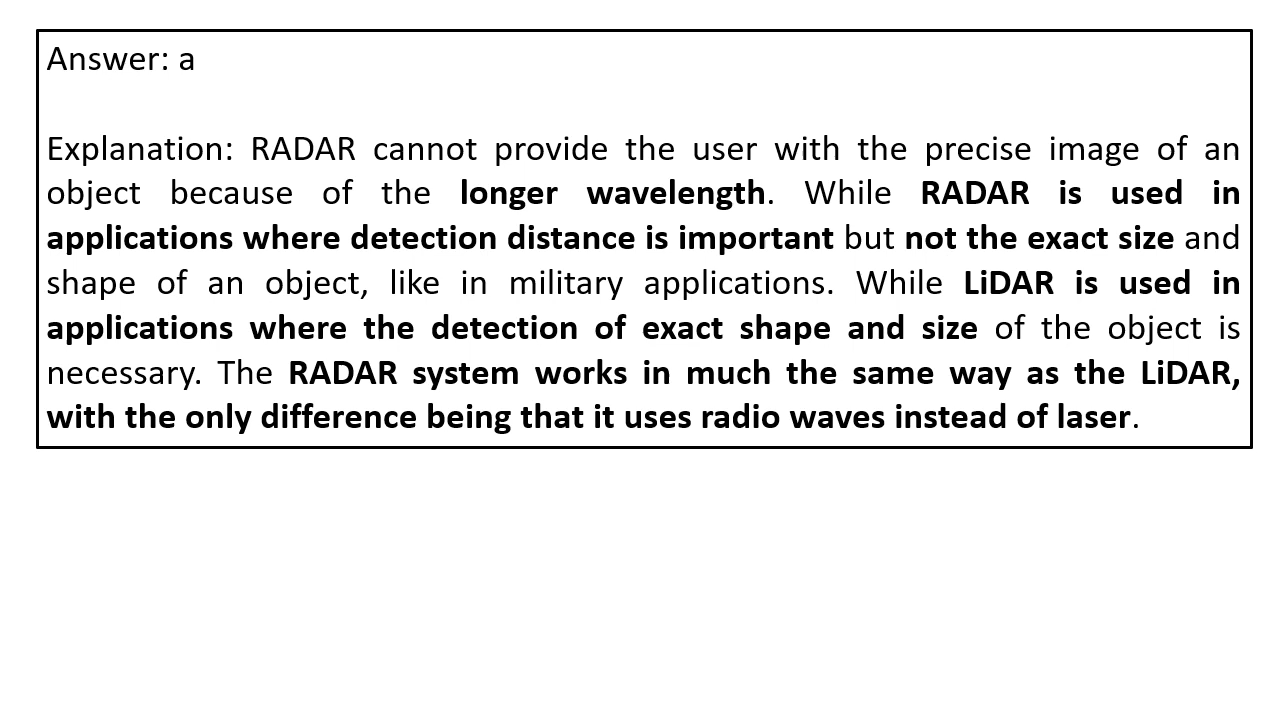 Answer: a
Explanation: RADAR cannot provide the user with the precise image of an
object because of the longer wavelength. While RADAR is used in
applications where detection distance is important but not the exact size and
shape of an object, like in military applications. While LiDAR is used in
applications where the detection of exact shape and size of the object is
necessary. The RADAR system works in much the same way as the LiDAR,
with the only difference being that it uses radio waves instead of laser.